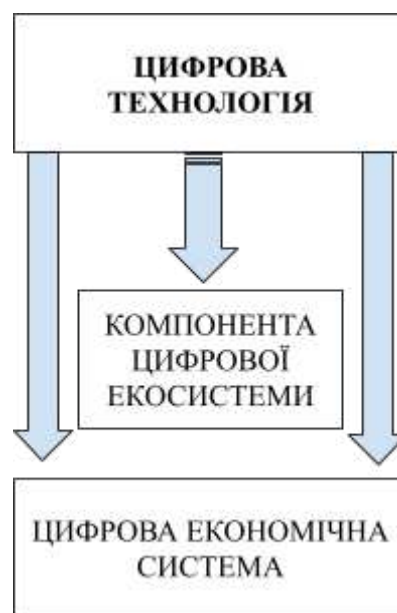 ЦИФРОВА
ТЕХНОЛОГІЯ
КОМПОНЕНТА
ЦИФРОВОЇ
ЕКОСИСТЕМИ
ЦИФРОВА ЕКОНОМІЧНА
СИСТЕМА